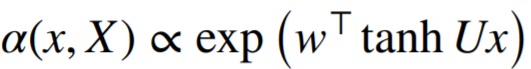 α(x, X) ∝ exp (w⊤ tanh Ux)